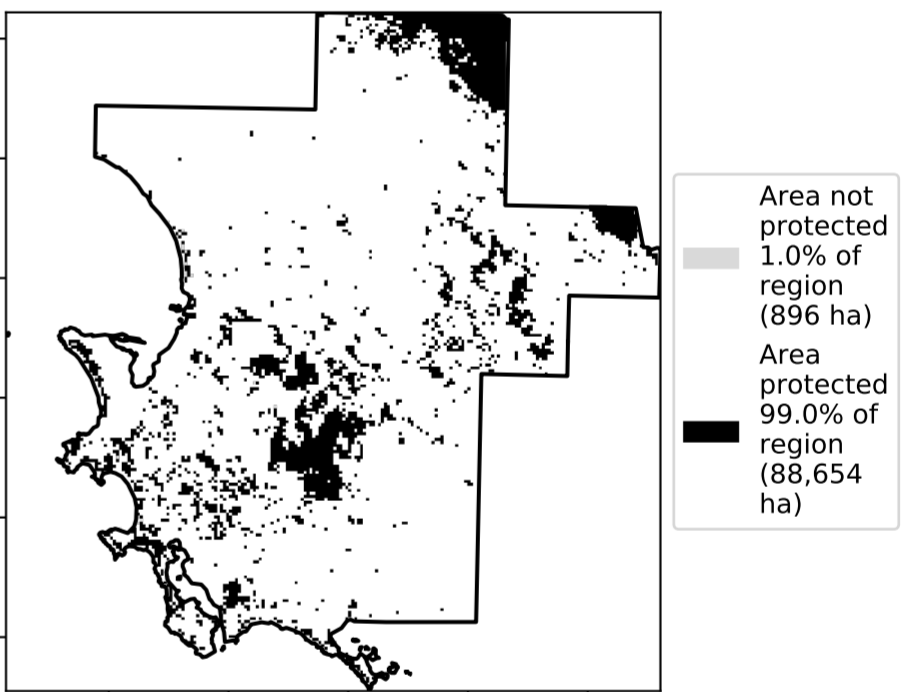 Area not
protected
1.0% of
region
(896 ha)
Area
protected
99.0% of
region
(88,654
ha)